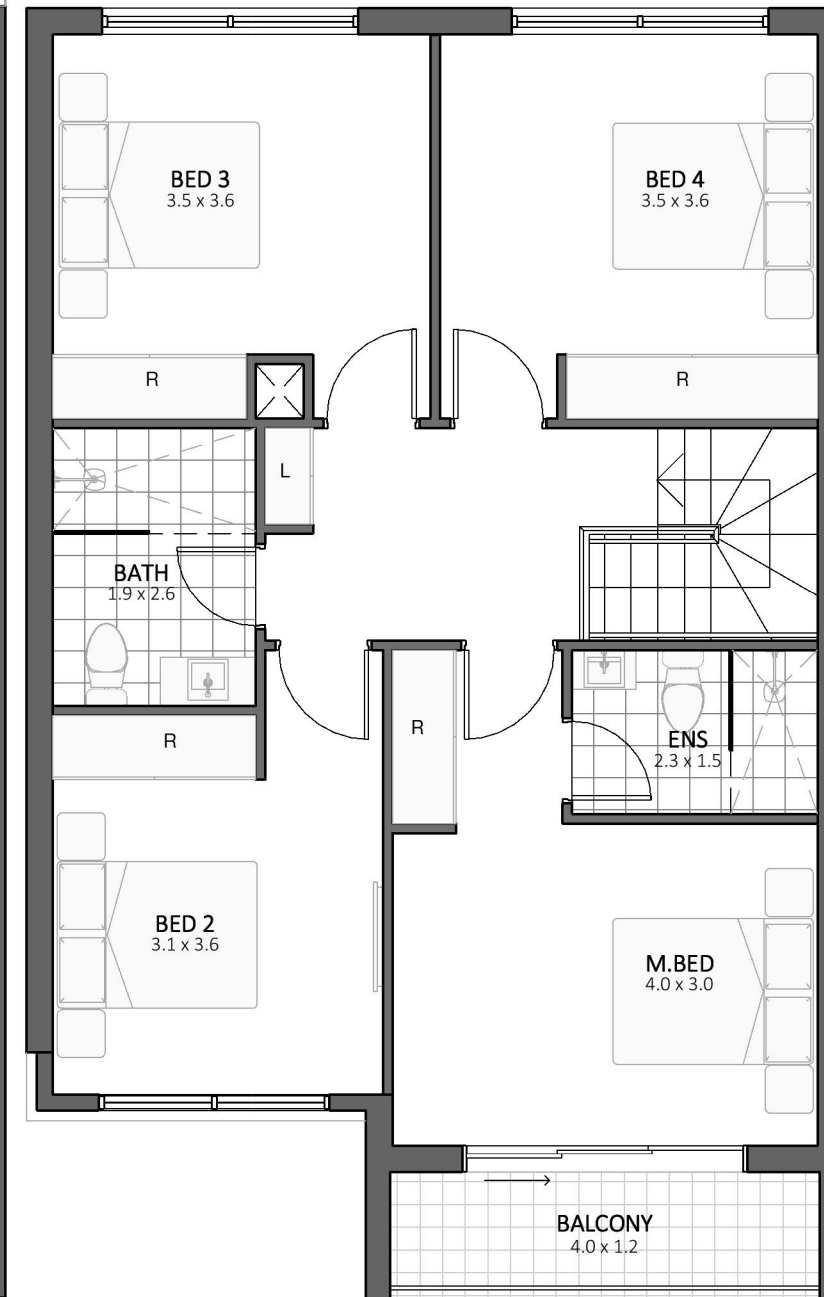 BED 3
3.5 x 3.6
BED 4
3.5 x 3.6
R
R
L
BATH
1.9 x 2.6
R
R
ENS
2.3 x 1.5
BED 2
3.1 x 3.6
M.BED
4.0 x 3.0
BALCONY
4.0 x 1.2